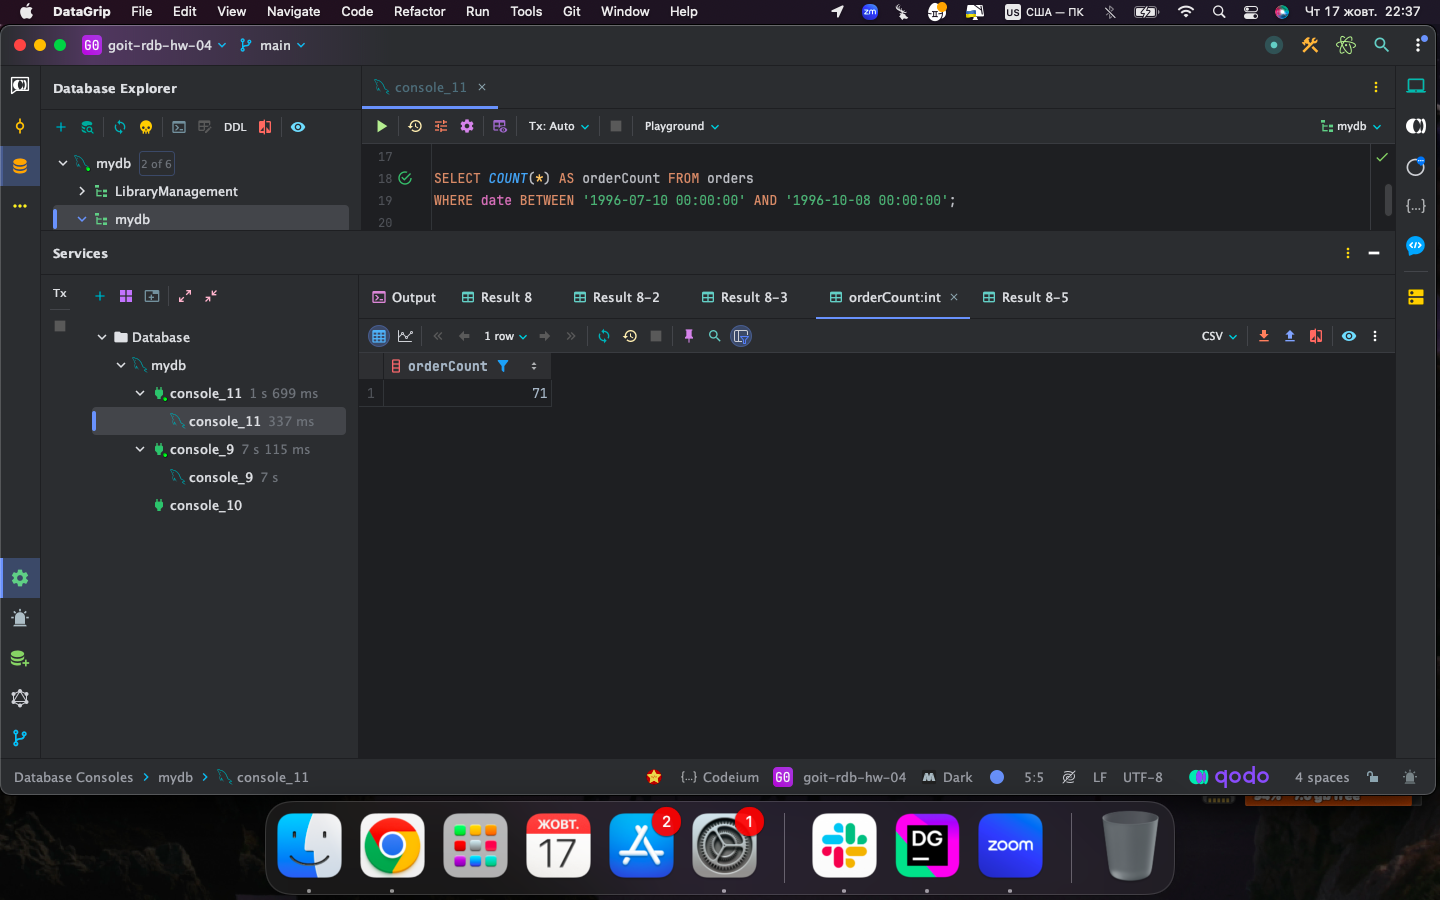 DataGrip File Edit View Navigate Code Refactor Run Tools Git Window Help zm US США — ПК Чт 17 жовт. 22:37
G0 goit-rdb-hw-04 main
Database Explorer
console_11
DDL
Tx: Auto Playground mydb
mydb 2 of 6
LibraryManagement
mydb
17
18 SELECT COUNT(*) AS orderCount FROM orders
19 WHERE date BETWEEN '1996-07-10 00:00:00' AND '1996-10-08 00:00:00';
20
Services
Tx
Output Result 8 Result 8-2 Result 8-3 orderCount:int Result 8-5
1 row CSV
Database
mydb
console_11 1 s 699 ms
console_11 337 ms
console_9 7 s 115 ms
console_9 7 s
console_10
orderCount
1 71
Database Consoles mydb console_11 {...} Codeium G0 goit-rdb-hw-04 Dark 5:5 LF UTF-8 qodo 4 spaces
ЖОВТ.
17
2
1
DG
zoom